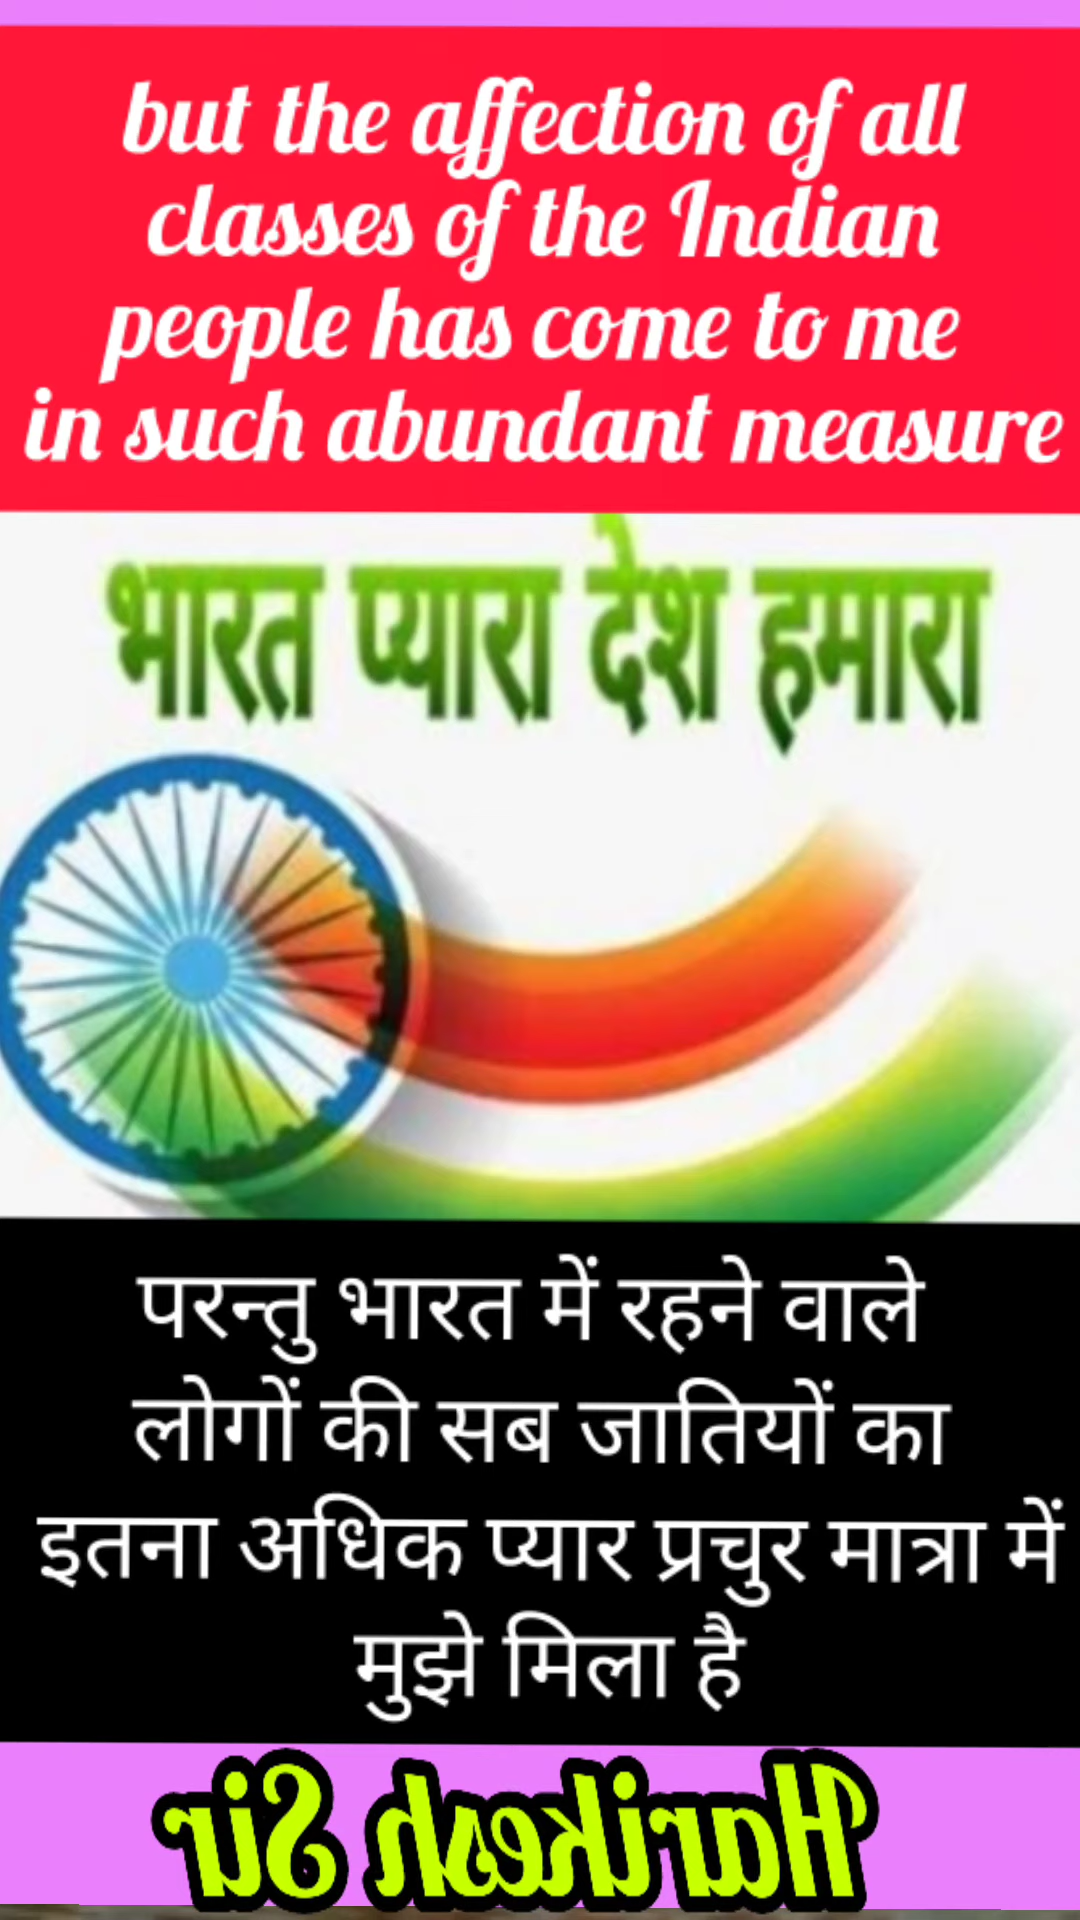 but the affection of all
classes of the Indian
people has come to me
in such abundant measure
भारत प्यारा देश हमारा
परन्तु भारत में रहने वाले
लोगों की सब जातियों का
इतना अधिक प्यार प्रचुर मात्रा में
मुझे मिला है
Harikesh Sir